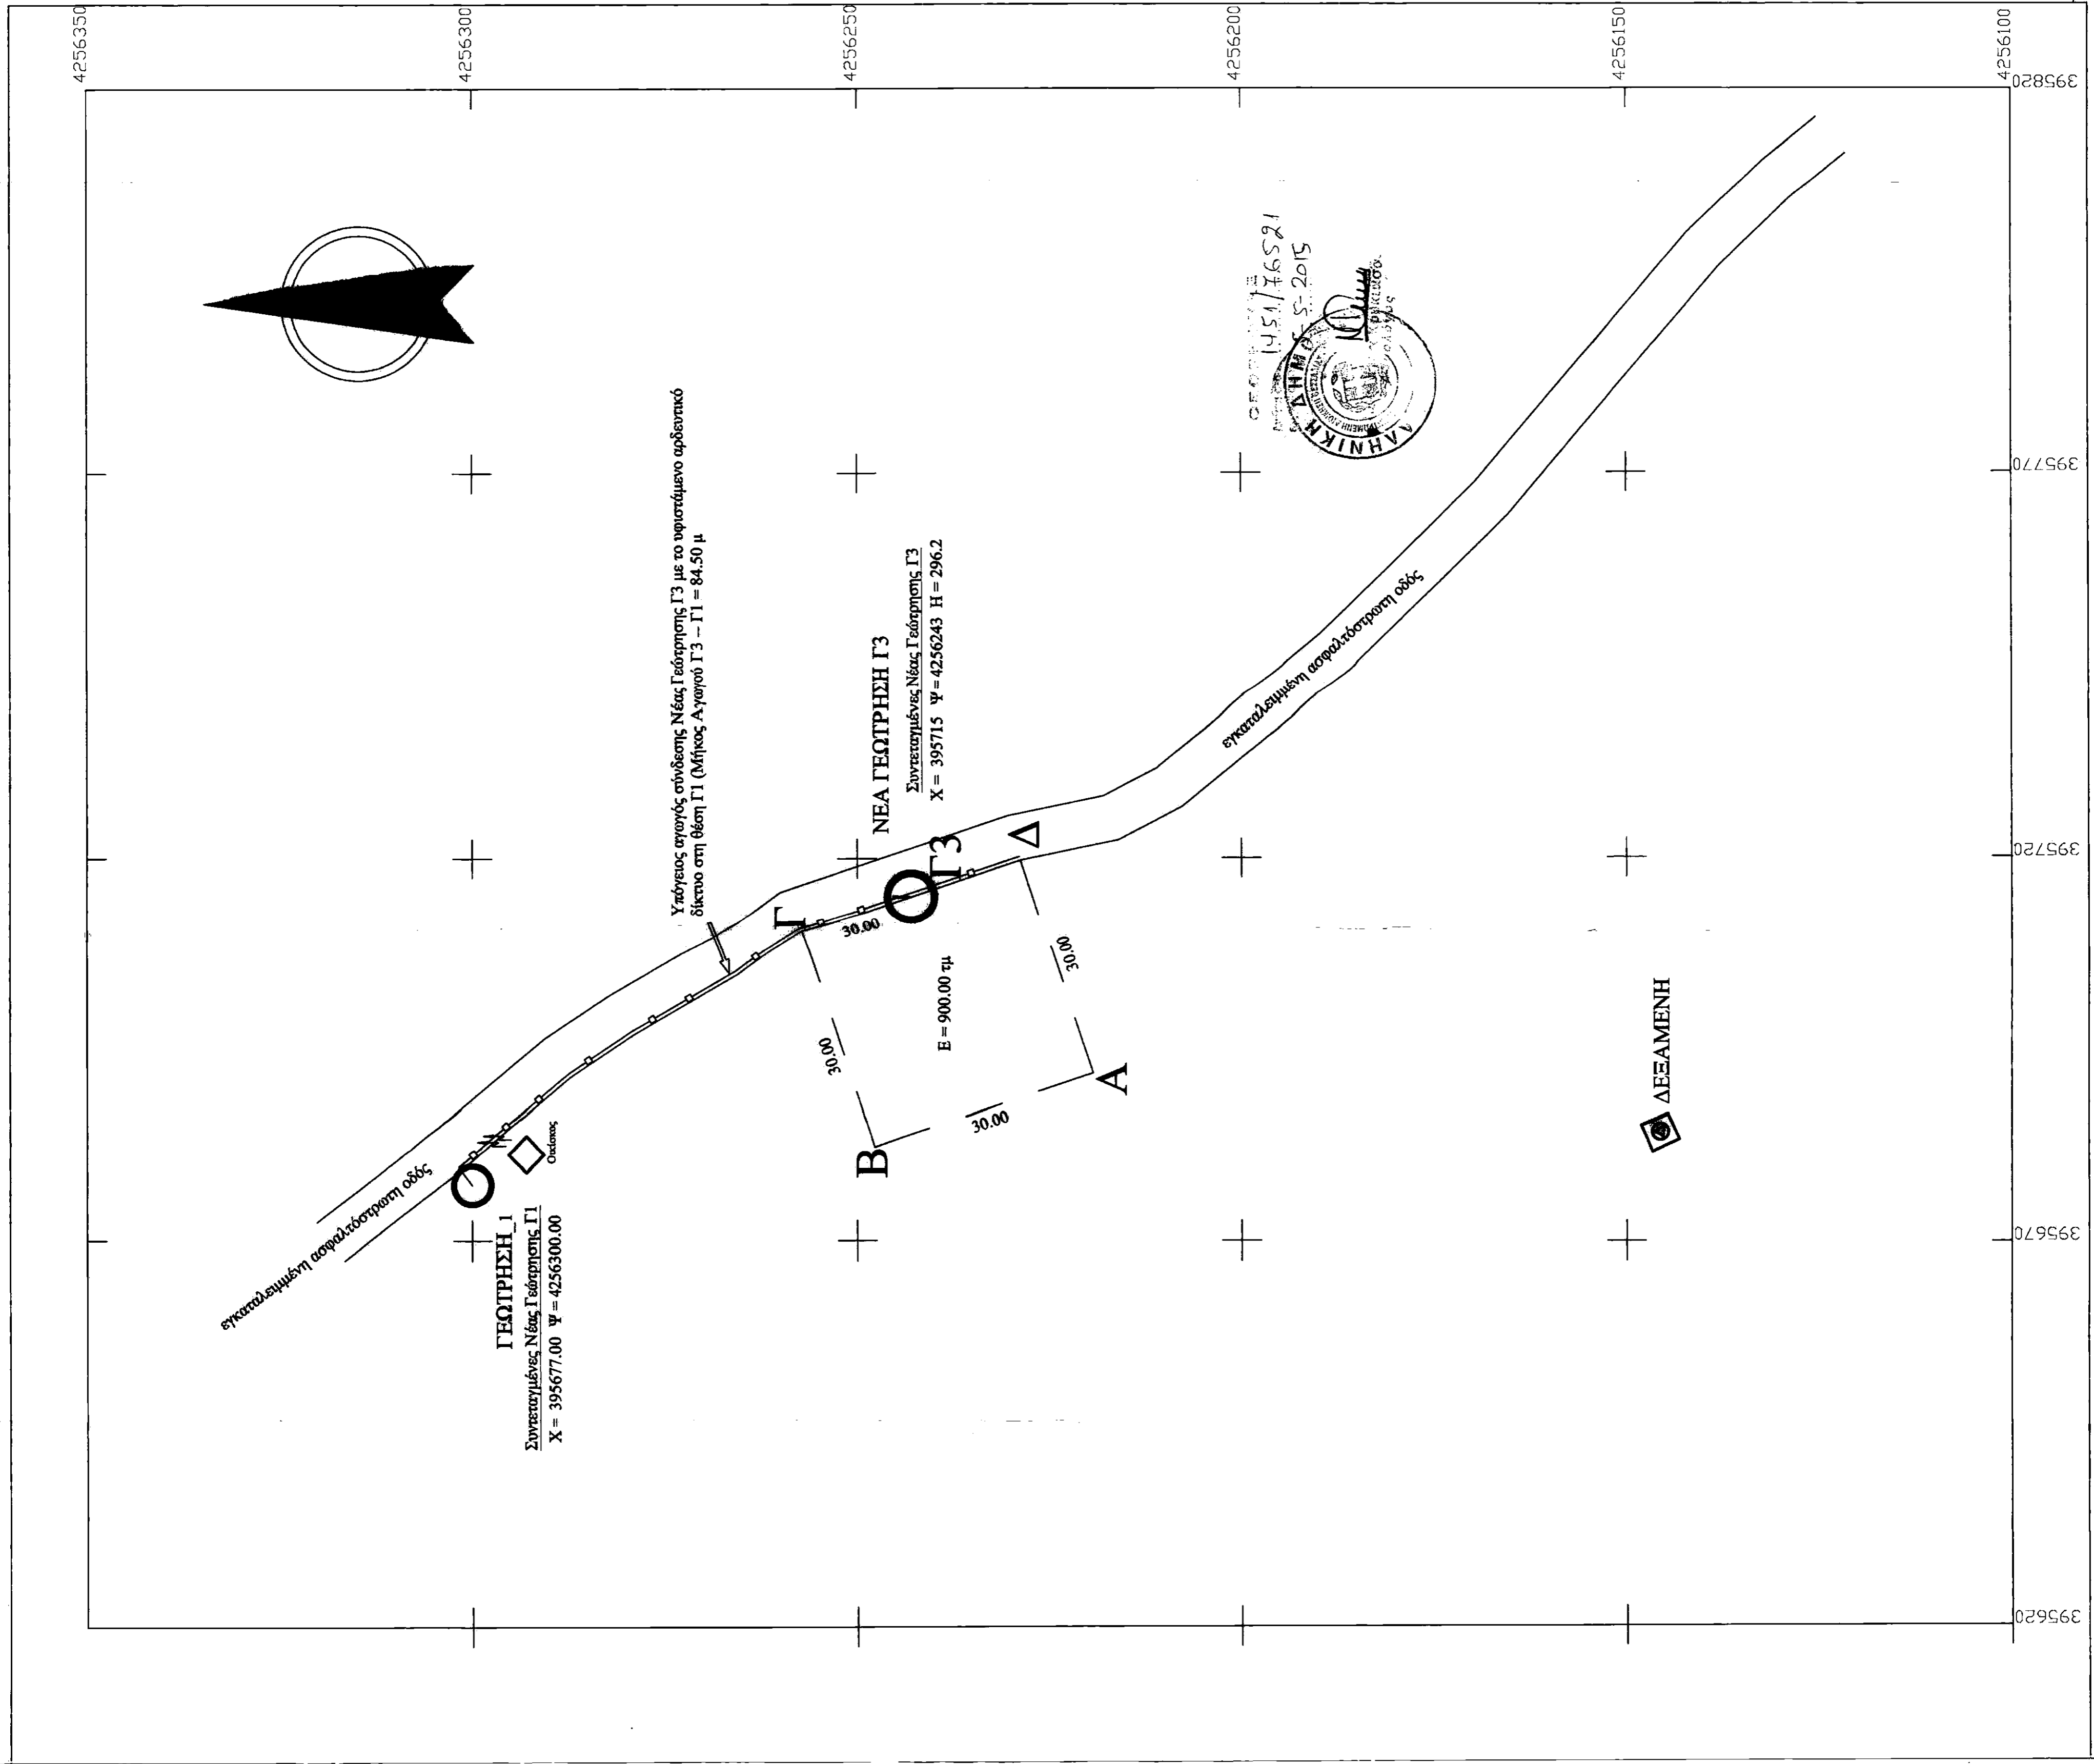 4256350
4256300
4256250
4256200
4256150
4256100
395820
395770
395720
395670
395620
Υπόγειος αγωγός σύνδεσης Νέας Γεώτρησης Γ3 με το υφιστάμενο αρδευτικό
δίκτυο στη θέση Γ1 (Μήκος Αγωγού Γ3 – Γ1 = 84.50 μ
ΝΕΑ ΓΕΩΤΡΗΣΗ Γ3
Συντεταγμένες Νέας Γεώτρησης Γ3
Χ = 395715 Ψ = 4256243 Η = 296.2
1451/76521
5-2015
ΛΛΗΝΙΚΗ ΔΗΜΟ
εγκαταλειμμένη ασφαλτόστρωτη οδός
Γ
Γ3
Δ
30.00
30.00
30.00
30.00
Ε = 900.00 τμ
Β
Α
εγκαταλειμμένη ασφαλτόστρωτη οδός
Οικίσκος
ΓΕΩΤΡΗΣΗ_1
Συντεταγμένες Νέας Γεώτρησης Γ1
Χ = 395677.00 Ψ = 4256300.00
ΔΕΞΑΜΕΝΗ